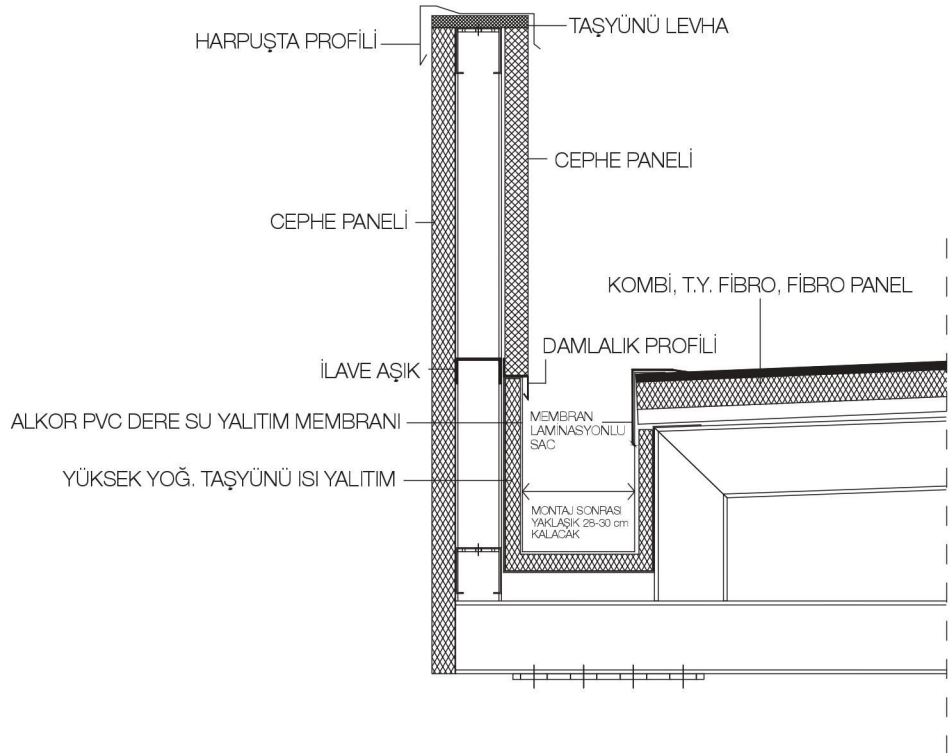 TAŞYÜNÜ LEVHA
HARPUŞTA PROFİLİ
CEPHE PANELİ
CEPHE PANELİ
KOMBİ, T.Y. FİBRO, FİBRO PANEL
DAMLALIK PROFİLİ
İLAVE AŞIK
ALKOR PVC DERE SU YALITIM MEMBRANI
MEMBRAN
LAMİNASYONLU
SAC
YÜKSEK YOĞ. TAŞYÜNÜ ISI YALITIM
MONTAJ SONRASI
YAKLAŞIK 28-30 cm
KALACAK